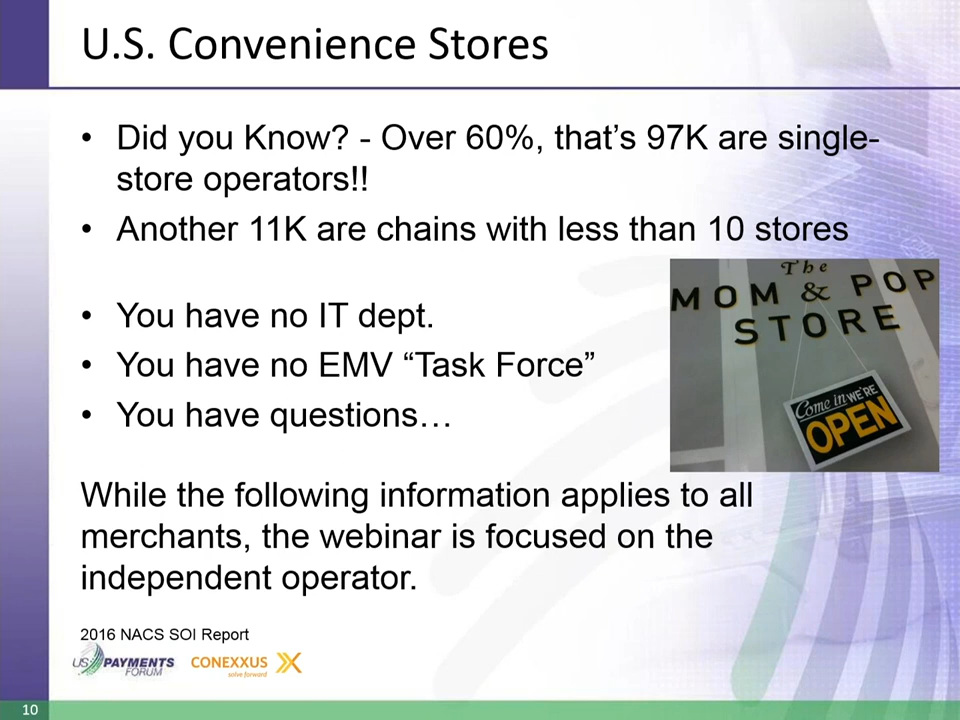 U.S. Convenience Stores
• Did you Know? - Over 60%, that’s 97K are single-
store operators!!
• Another 11K are chains with less than 10 stores
The
MOM & POP
STORE
Come in WE'RE
OPEN
• You have no IT dept.
• You have no EMV “Task Force”
• You have questions…
While the following information applies to all
merchants, the webinar is focused on the
independent operator.
2016 NACS SOI Report
US PAYMENTS
FORUM
CONEXXUS
solve forward
10